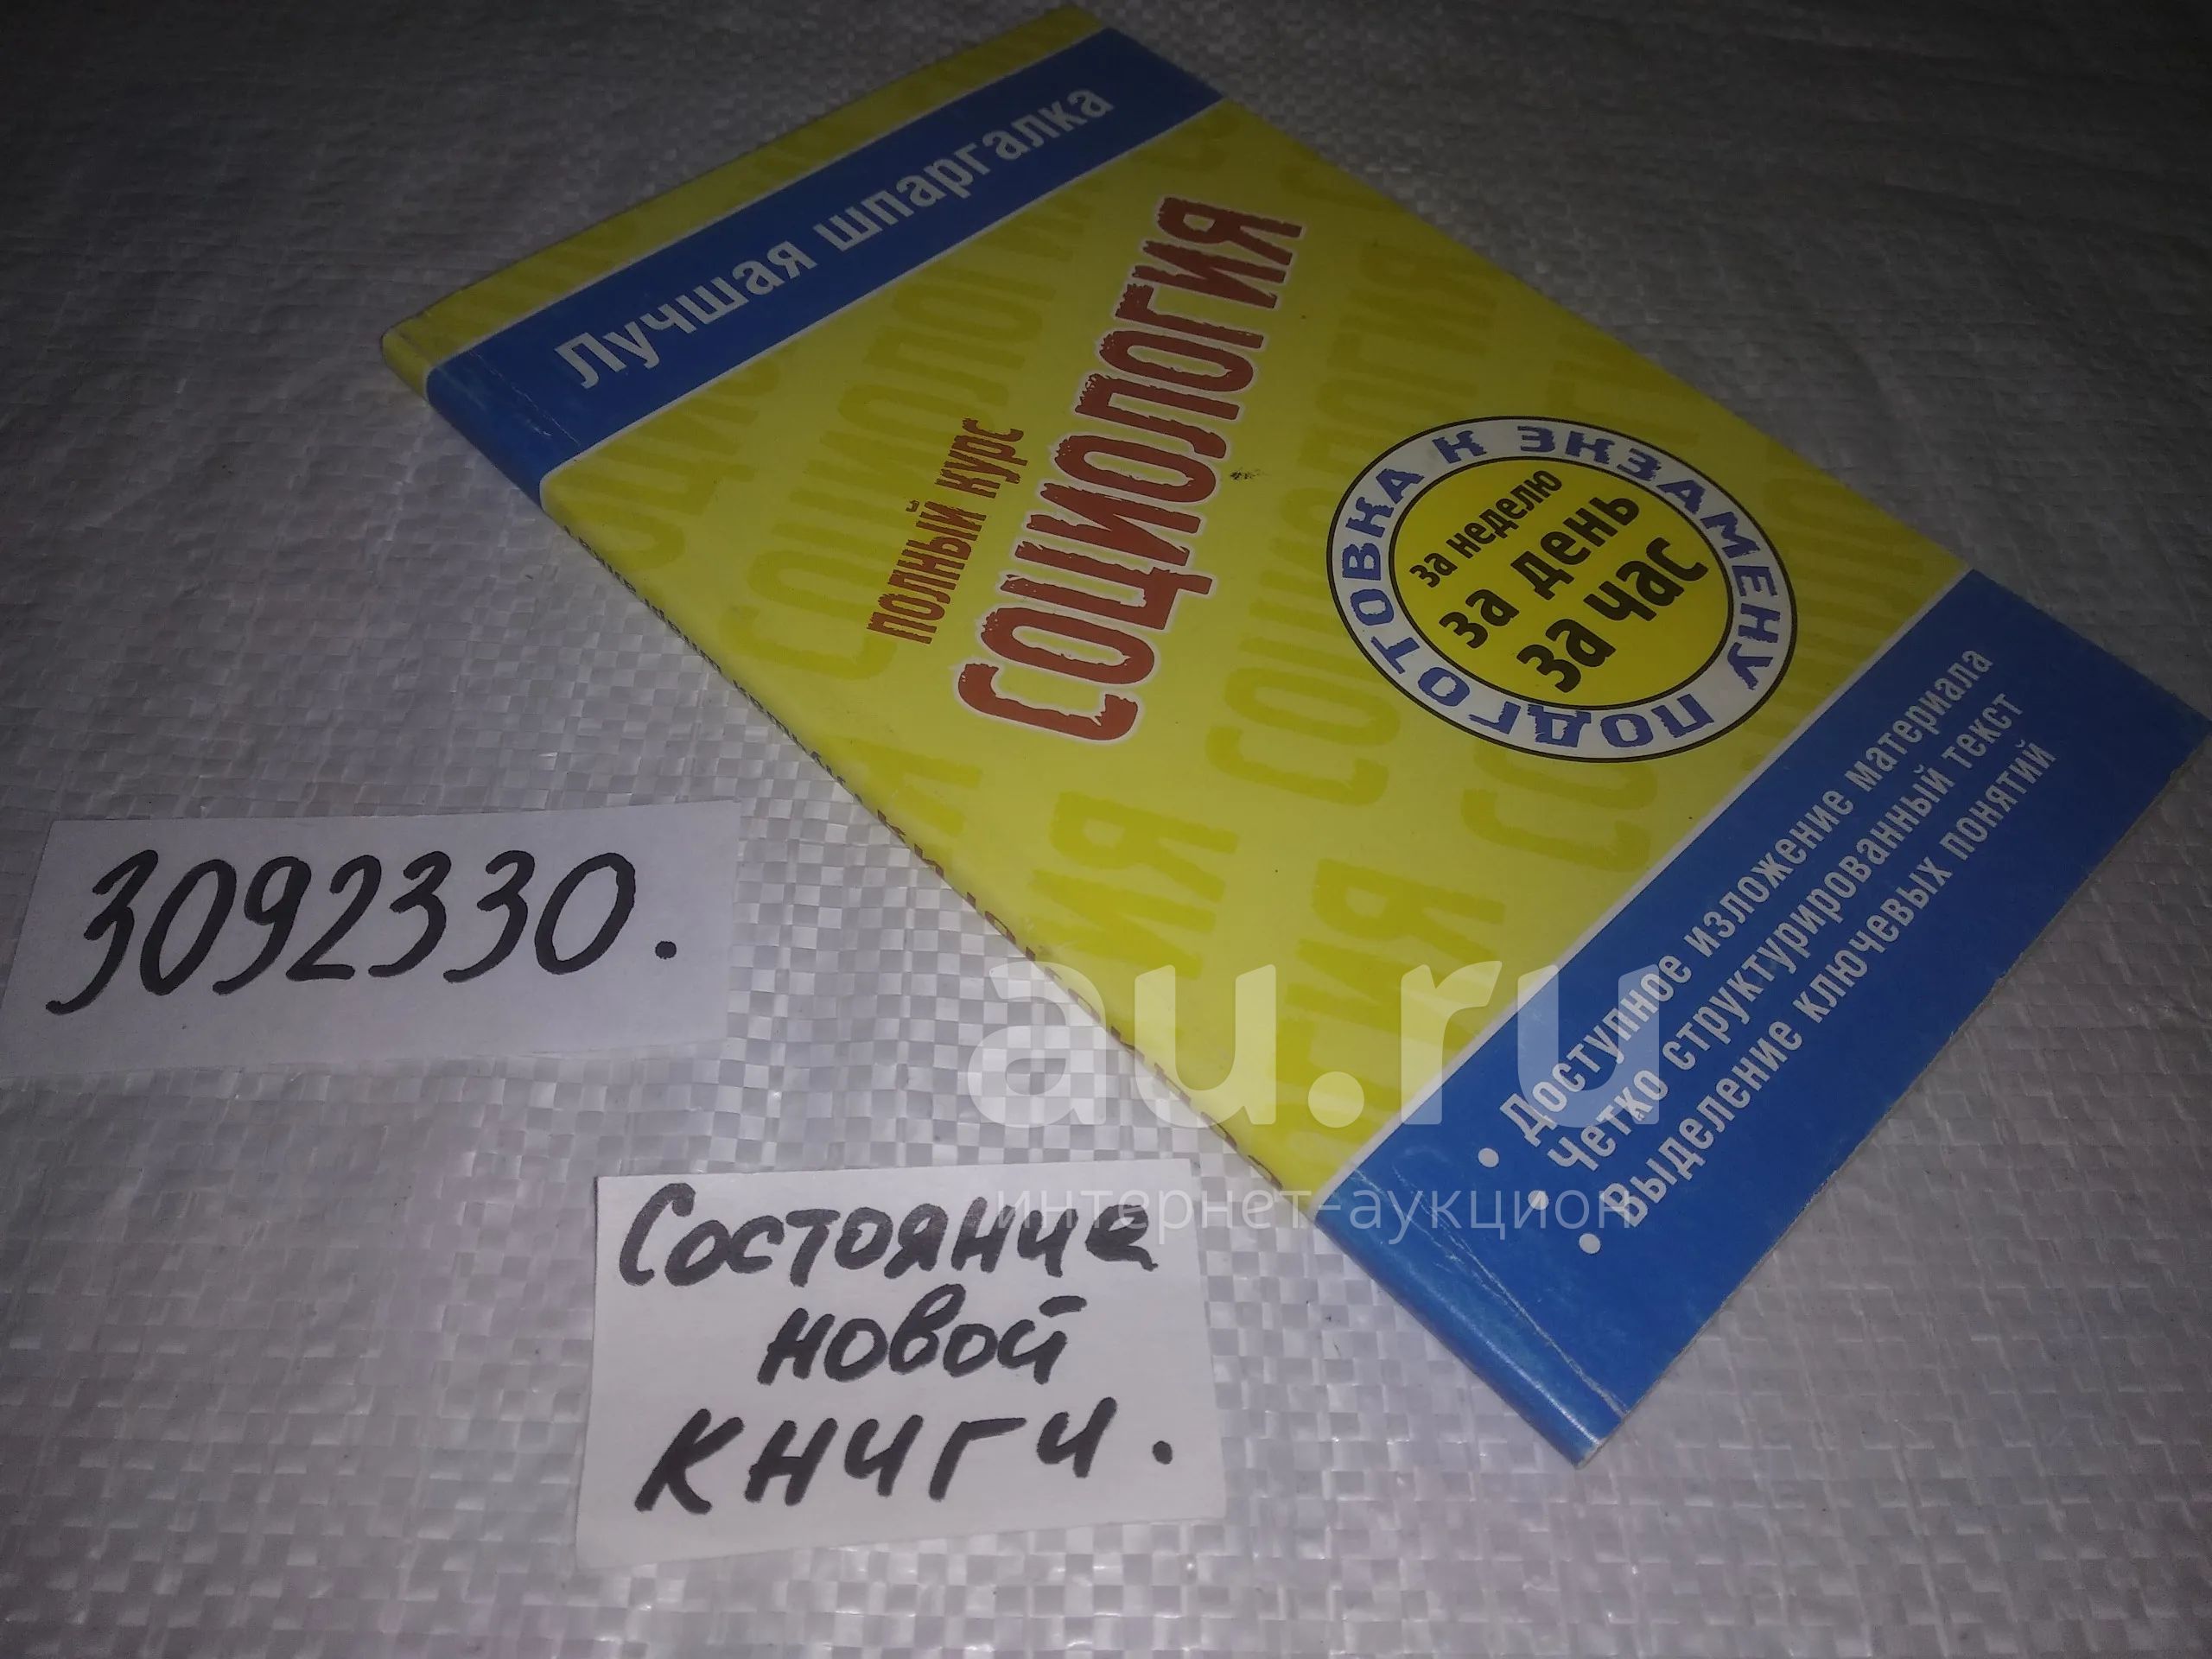 Лучшая шпаргалка
полный курс
СОЦИОЛОГИЯ
ПОДГОТОВКА К ЭКЗАМЕНУ
за неделю
за день
за час
• Доступное изложение материала
• Четко структурированный текст
• Выделение ключевых понятий
3092330.
Состояние
новой
книги.
au.ru
интернет-аукцион